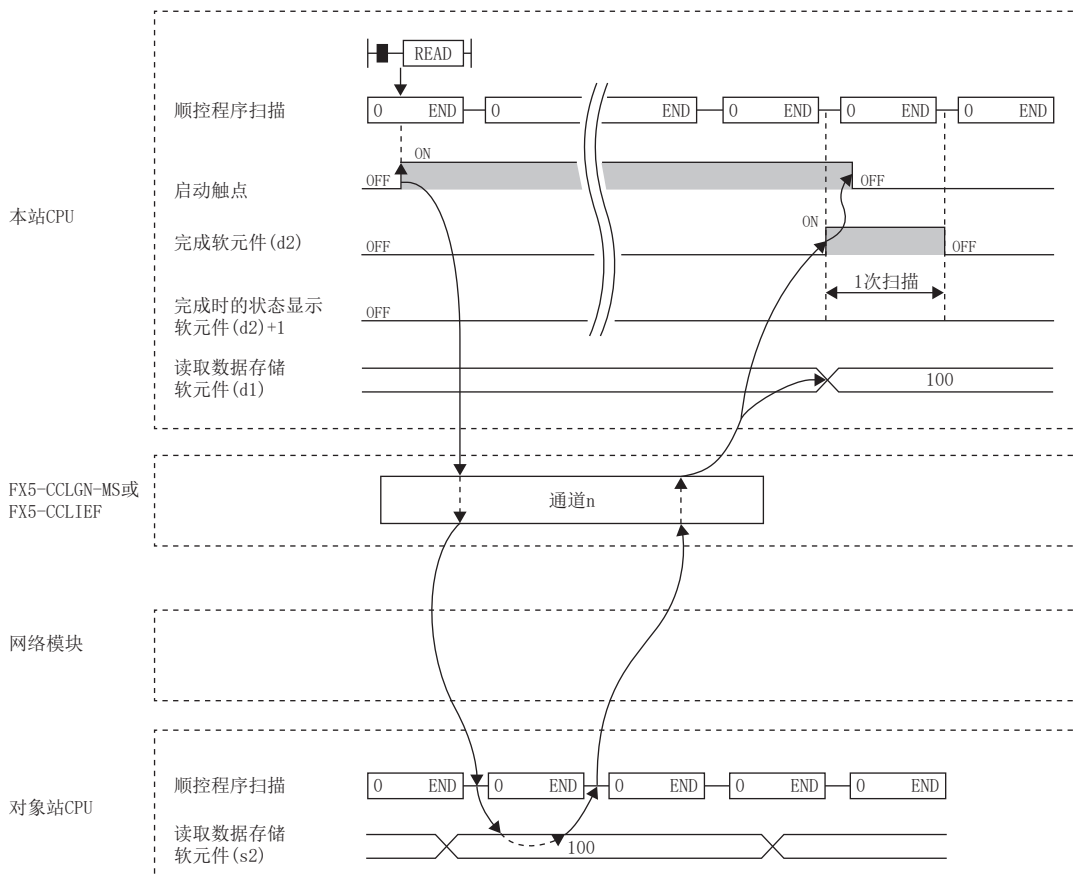 READ
顺控程序扫描
0 END 0 END 0 END 0 END 0 END
ON
启动触点
OFF
OFF
本站CPU
ON
完成软元件(d2)
OFF
OFF
1次扫描
完成时的状态显示
软元件(d2)+1
OFF
读取数据存储
软元件(d1)
100
FX5-CCLGN-MS或
FX5-CCLIEF
通道n
网络模块
顺控程序扫描
0 END 0 END 0 END 0 END 0 END
对象站CPU
读取数据存储
软元件(s2)
100